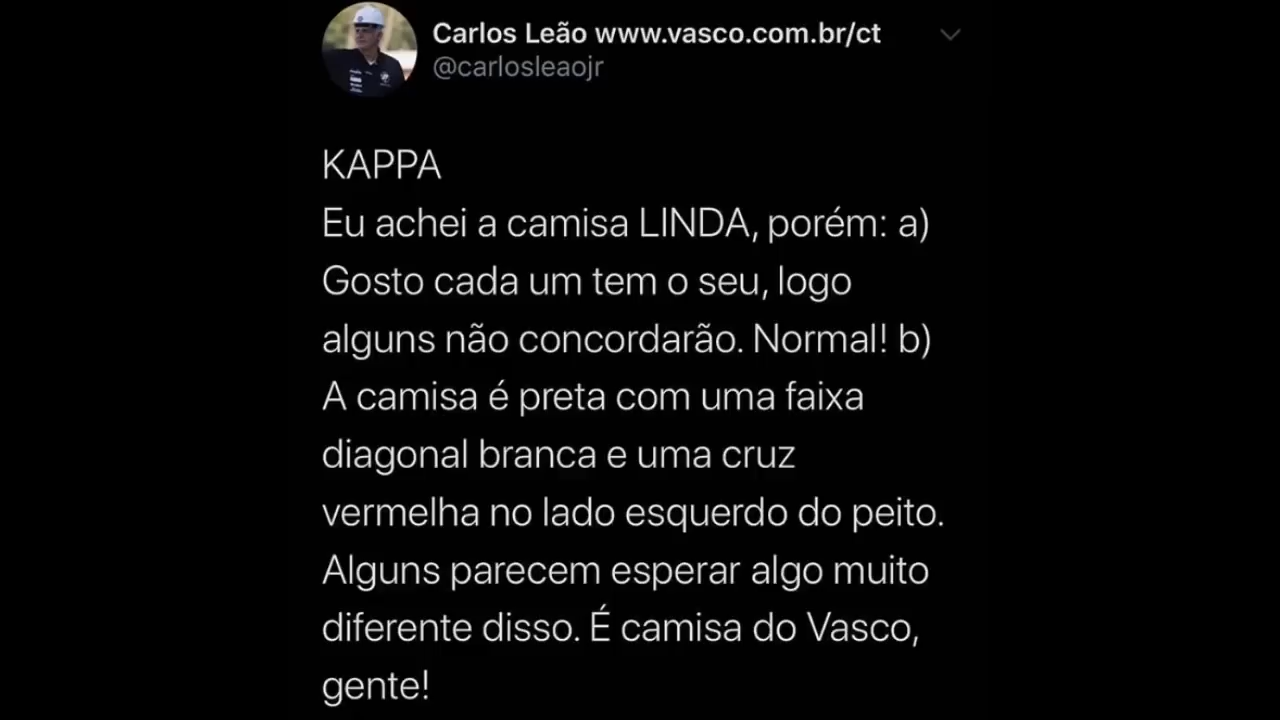 Carlos Leão www.vasco.com.br/ct
@carlosleaojr
KAPPA
Eu achei a camisa LINDA, porém: a)
Gosto cada um tem o seu, logo
alguns não concordarão. Normal! b)
A camisa é preta com uma faixa
diagonal branca e uma cruz
vermelha no lado esquerdo do peito.
Alguns parecem esperar algo muito
diferente disso. É camisa do Vasco,
gente!